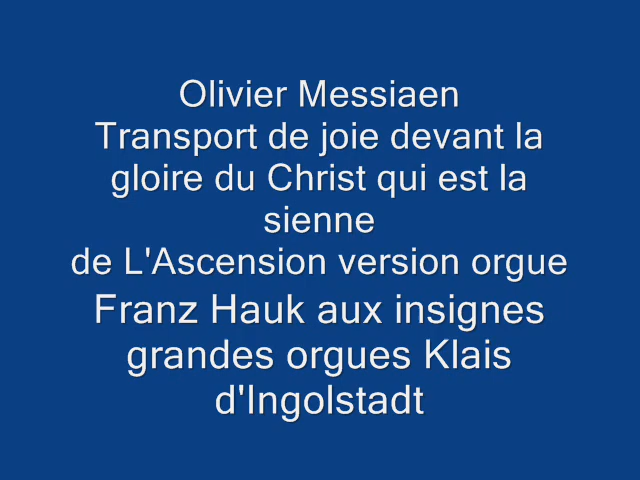 Olivier Messiaen
Transport de joie devant la
gloire du Christ qui est la
sienne
de L'Ascension version orgue
Franz Hauk aux insignes
grandes orgues Klais
d'Ingolstadt